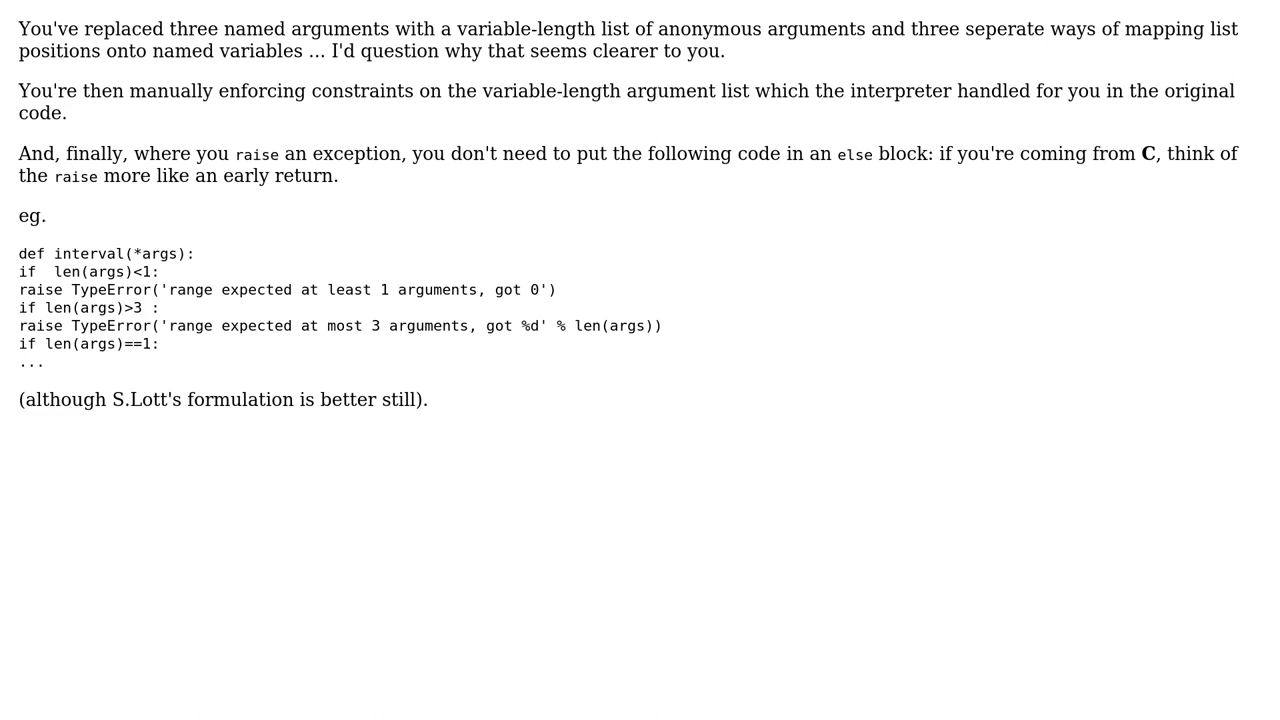 You've replaced three named arguments with a variable-length list of anonymous arguments and three seperate ways of mapping list
positions onto named variables ... I'd question why that seems clearer to you.
You're then manually enforcing constraints on the variable-length argument list which the interpreter handled for you in the original
code.
And, finally, where you raise an exception, you don't need to put the following code in an else block: if you're coming from C, think of
the raise more like an early return.
eg.
def interval(*args):
if  len(args)<1:
raise TypeError('range expected at least 1 arguments, got 0')
if len(args)>3 :
raise TypeError('range expected at most 3 arguments, got %d' % len(args))
if len(args)==1:
...
(although S.Lott's formulation is better still).